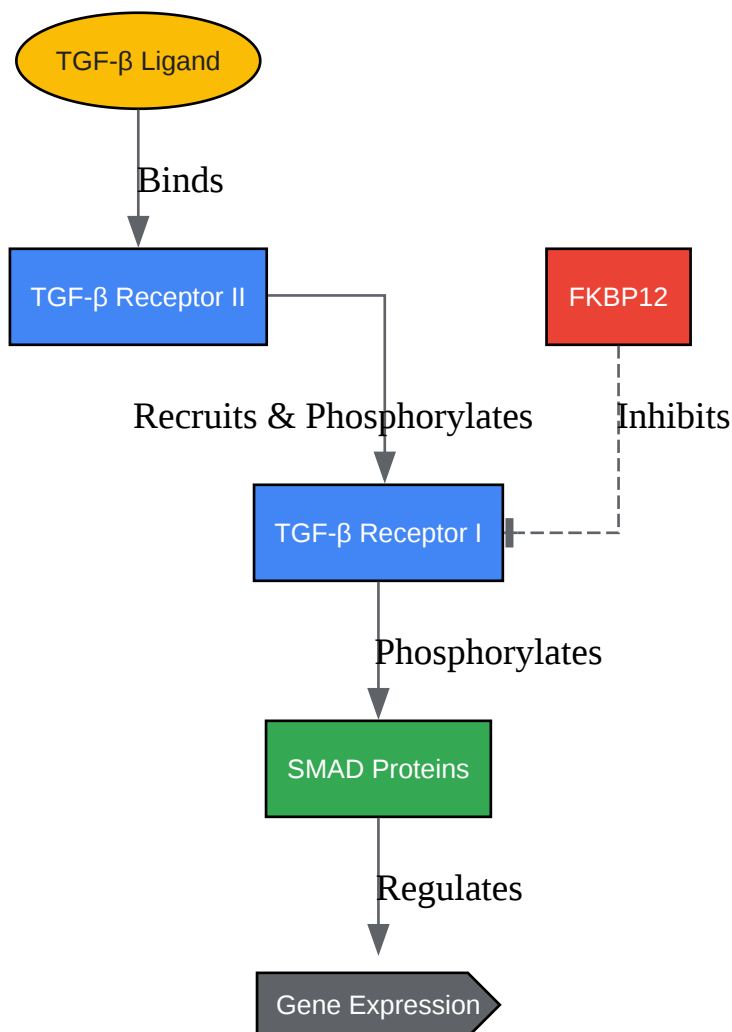 TGF-β Ligand
Binds
TGF-β Receptor II
FKBP12
Recruits & Phosphorylates
Inhibits
TGF-β Receptor I
Phosphorylates
SMAD Proteins
Regulates
Gene Expression